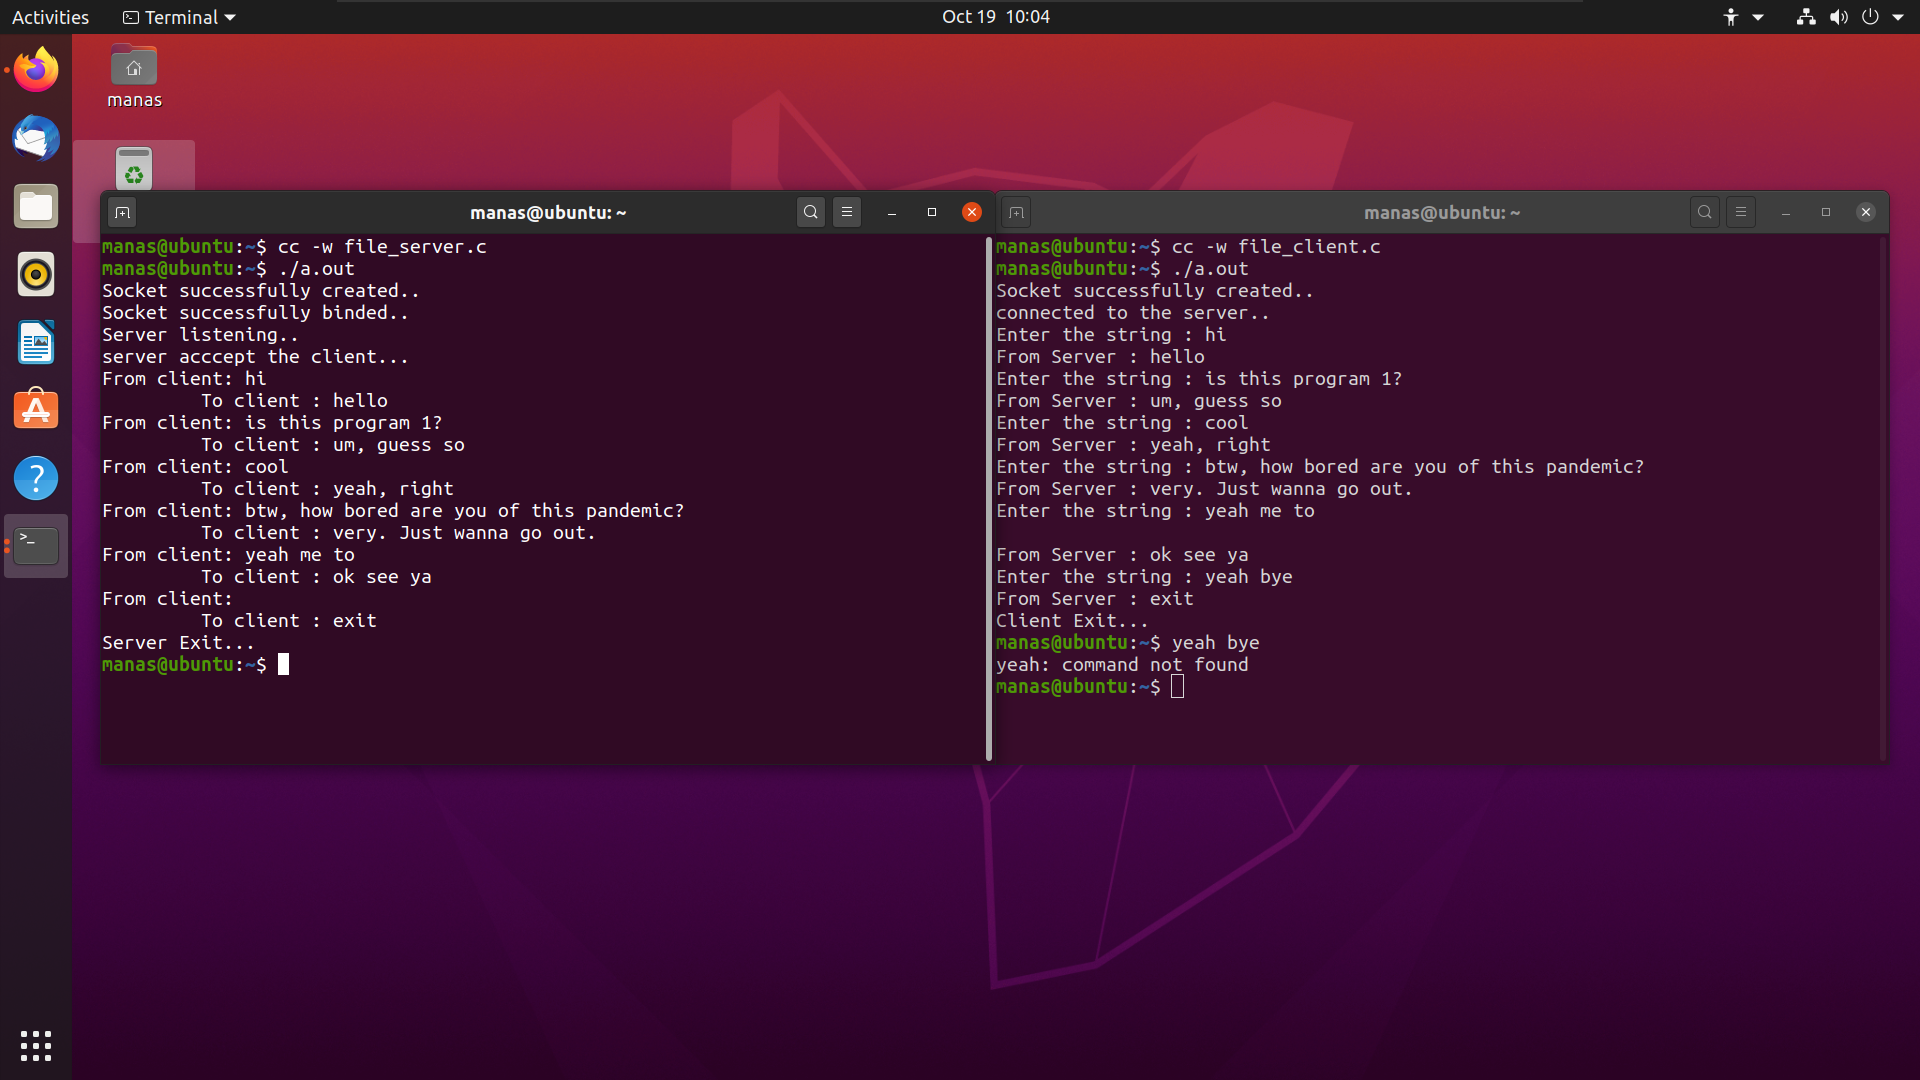 Activities
Terminal
Oct 19 10:04
manas
manas@ubuntu: ~
manas@ubuntu:~$ cc -w file_server.c
manas@ubuntu:~$ ./a.out
Socket successfully created..
Socket successfully binded..
Server listening..
server acccept the client...
From client: hi
To client : hello
From client: is this program 1?
To client : um, guess so
From client: cool
To client : yeah, right
From client: btw, how bored are you of this pandemic?
To client : very. Just wanna go out.
From client: yeah me to
To client : ok see ya
From client:
To client : exit
Server Exit...
manas@ubuntu:~$
manas@ubuntu: ~
manas@ubuntu:~$ cc -w file_client.c
manas@ubuntu:~$ ./a.out
Socket successfully created..
connected to the server..
Enter the string : hi
From Server : hello
Enter the string : is this program 1?
From Server : um, guess so
Enter the string : cool
From Server : yeah, right
Enter the string : btw, how bored are you of this pandemic?
From Server : very. Just wanna go out.
Enter the string : yeah me to
From Server : ok see ya
Enter the string : yeah bye
From Server : exit
Client Exit...
manas@ubuntu:~$ yeah bye
yeah: command not found
manas@ubuntu:~$